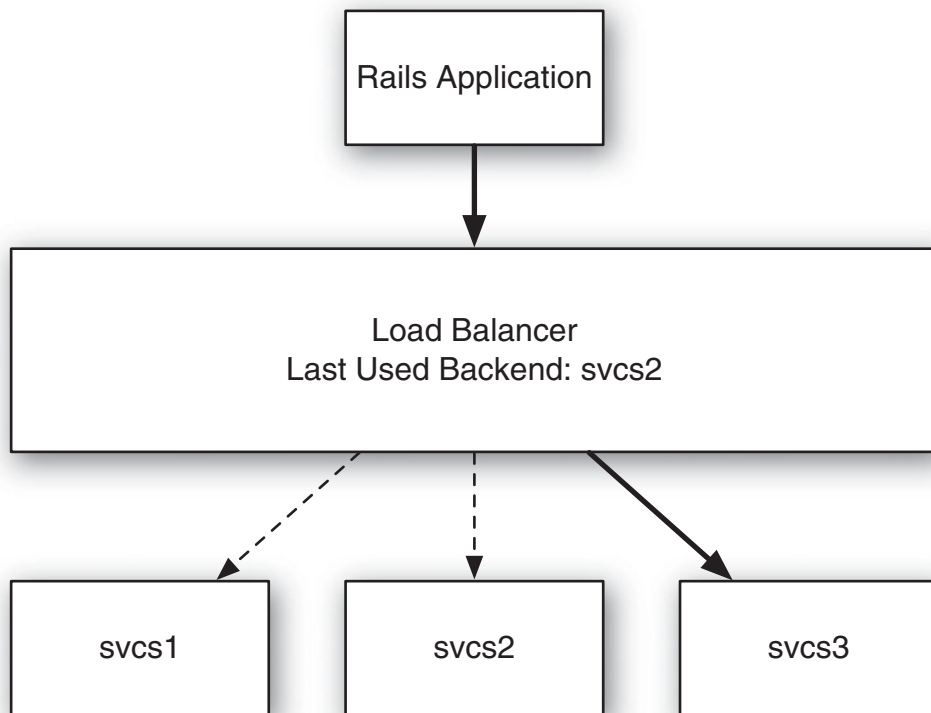 Rails Application
Load Balancer
Last Used Backend: svcs2
svcs1
svcs2
svcs3